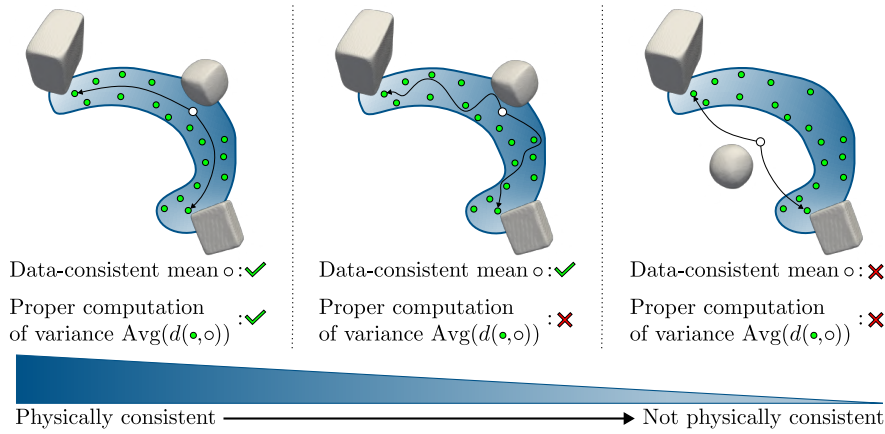 Data-consistent mean ○ : ✓
Proper computation
of variance Avg(d(●,○)) : ✓
Data-consistent mean ○ : ✓
Proper computation
of variance Avg(d(●,○)) : ✗
Data-consistent mean ○ : ✗
Proper computation
of variance Avg(d(●,○)) : ✗
Physically consistent
Not physically consistent